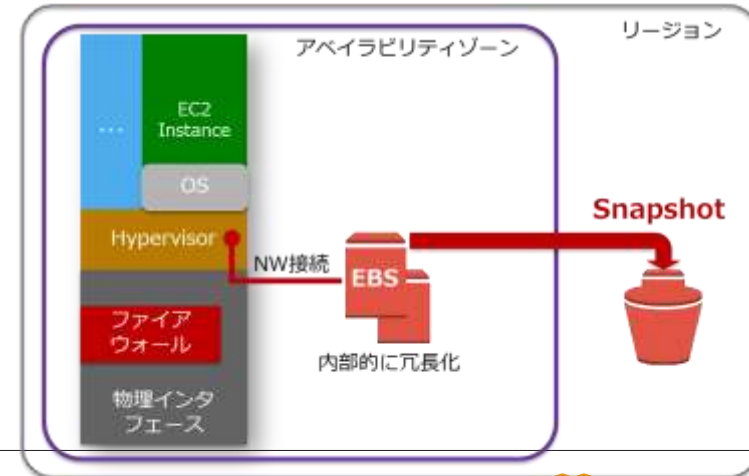 リージョン
アベイラビリティゾーン
...
EC2
Instance
OS
Hypervisor
NW接続
EBS
Snapshot
内部的に冗長化
ファイア
ウォール
物理インタ
フェース